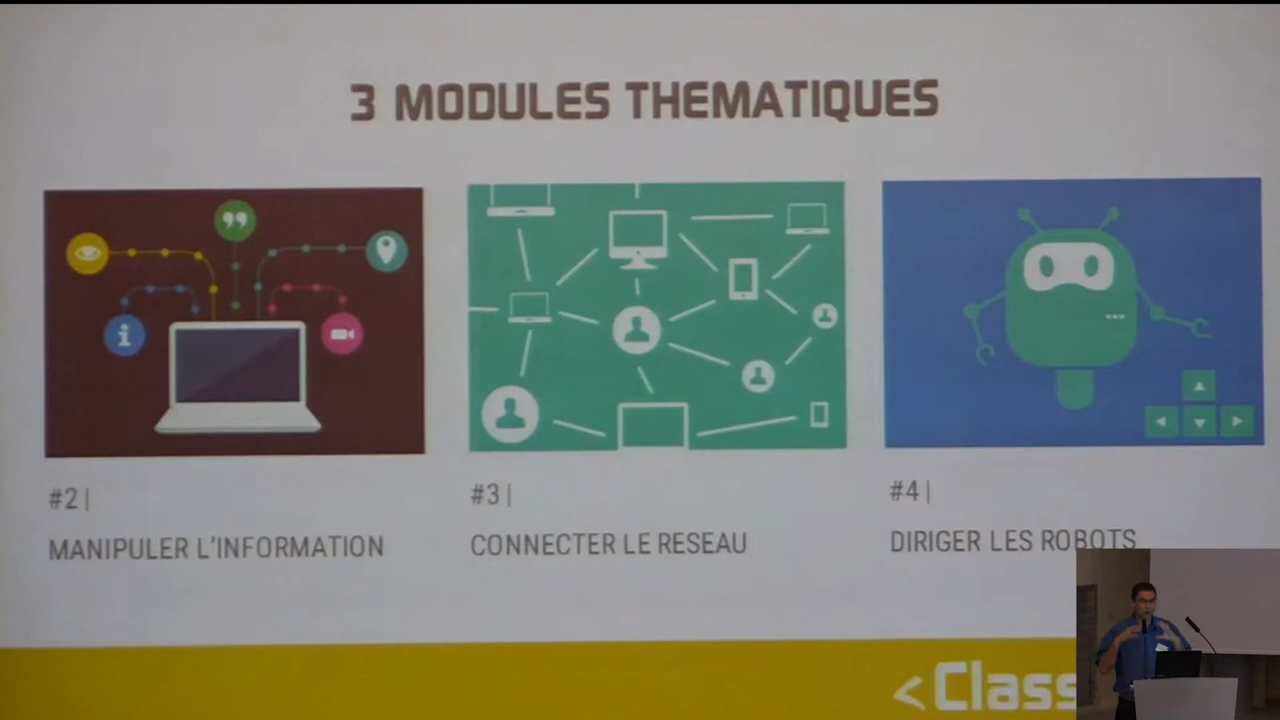 3 MODULES THEMATIQUES
#2 |
MANIPULER L'INFORMATION
#3 |
CONNECTER LE RESEAU
#4 |
DIRIGER LES ROBOTS
<Class